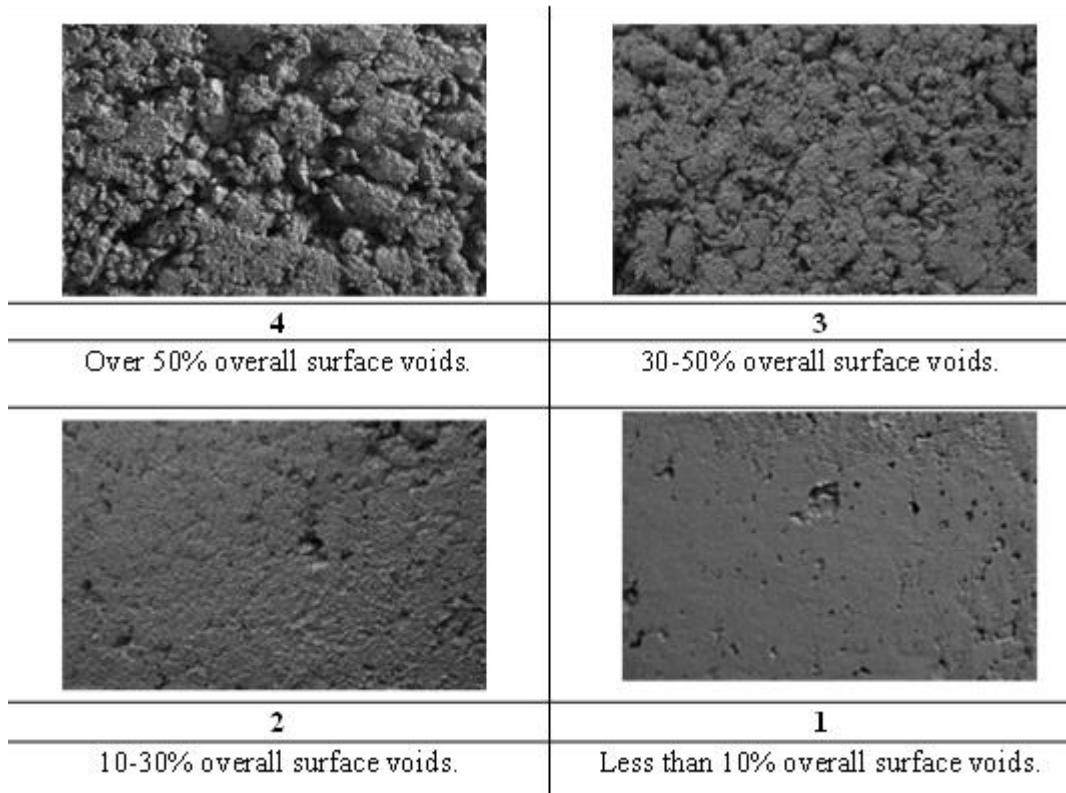 4
3
Over 50% overall surface voids.
30-50% overall surface voids.
2
1
10-30% overall surface voids.
Less than 10% overall surface voids.